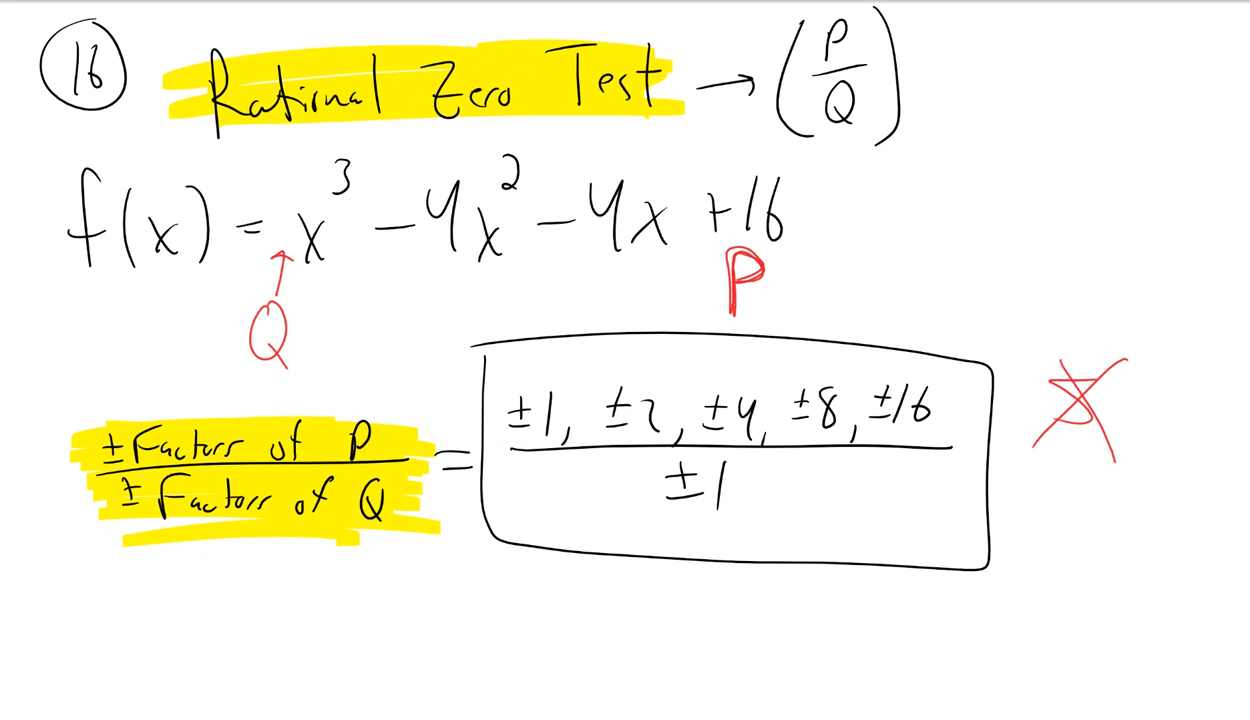 16 Rational Zero Test → (P/Q)
f(x) = x³ - 4x² - 4x + 16
Q P
± Factors of P / ± Factors of Q = ±1, ±2, ±4, ±8, ±16 / ±1